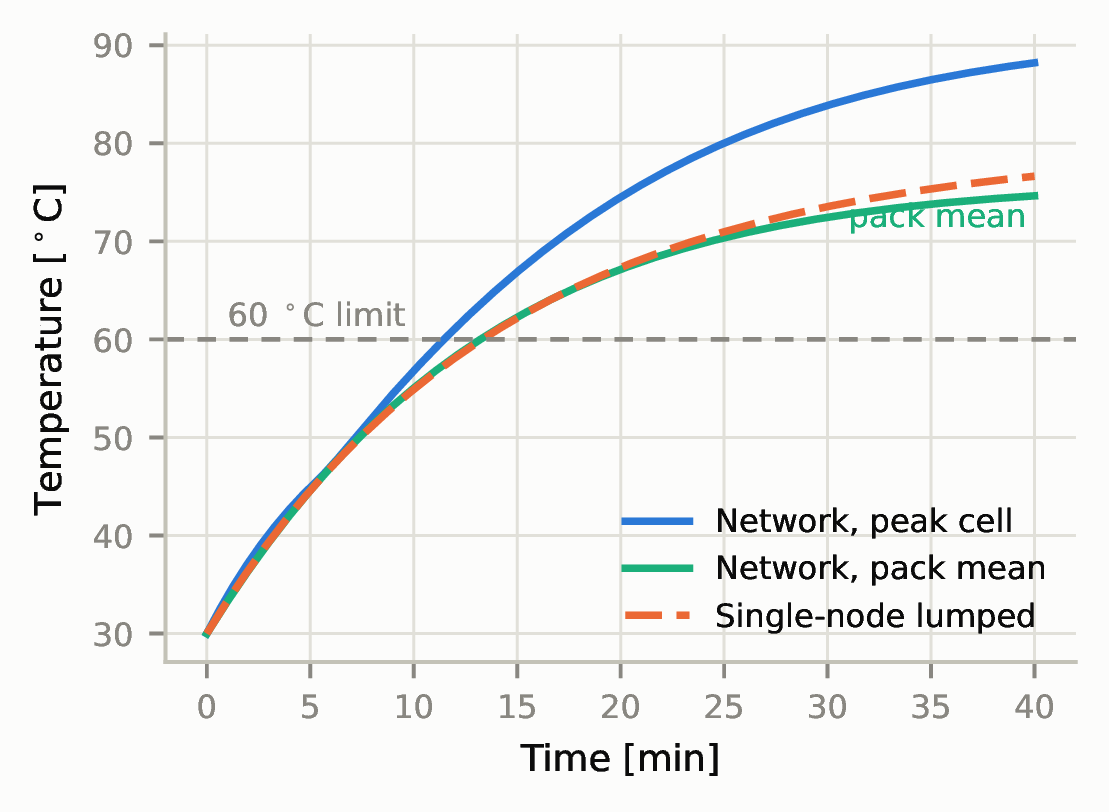 90
80
70
60
50
40
30
Temperature [ °C]
60 °C limit
pack mean
Network, peak cell
Network, pack mean
Single-node lumped
0 5 10 15 20 25 30 35 40
Time [min]